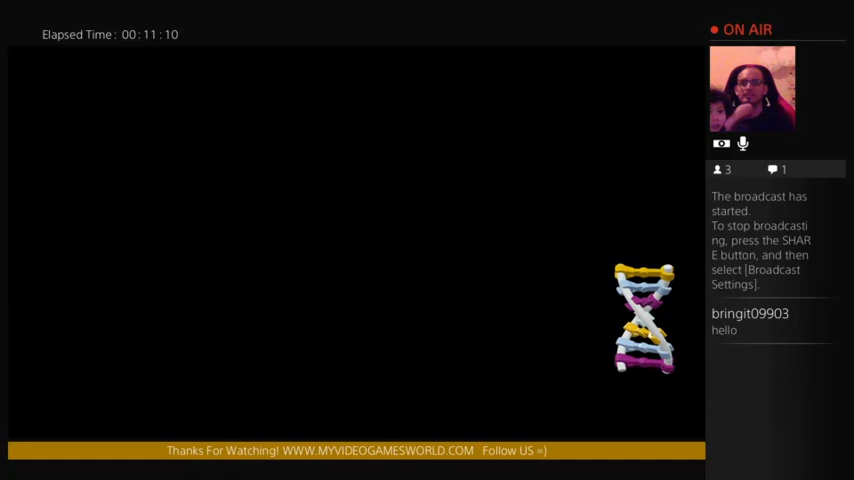 Elapsed Time : 00 : 11 : 10
ON AIR
3
1
The broadcast has
started.
To stop broadcasti
ng, press the SHAR
E button, and then
select [Broadcast
Settings].
bringit09903
hello
Thanks For Watching! WWW.MYVIDEOGAMESWORLD.COM Follow US =)